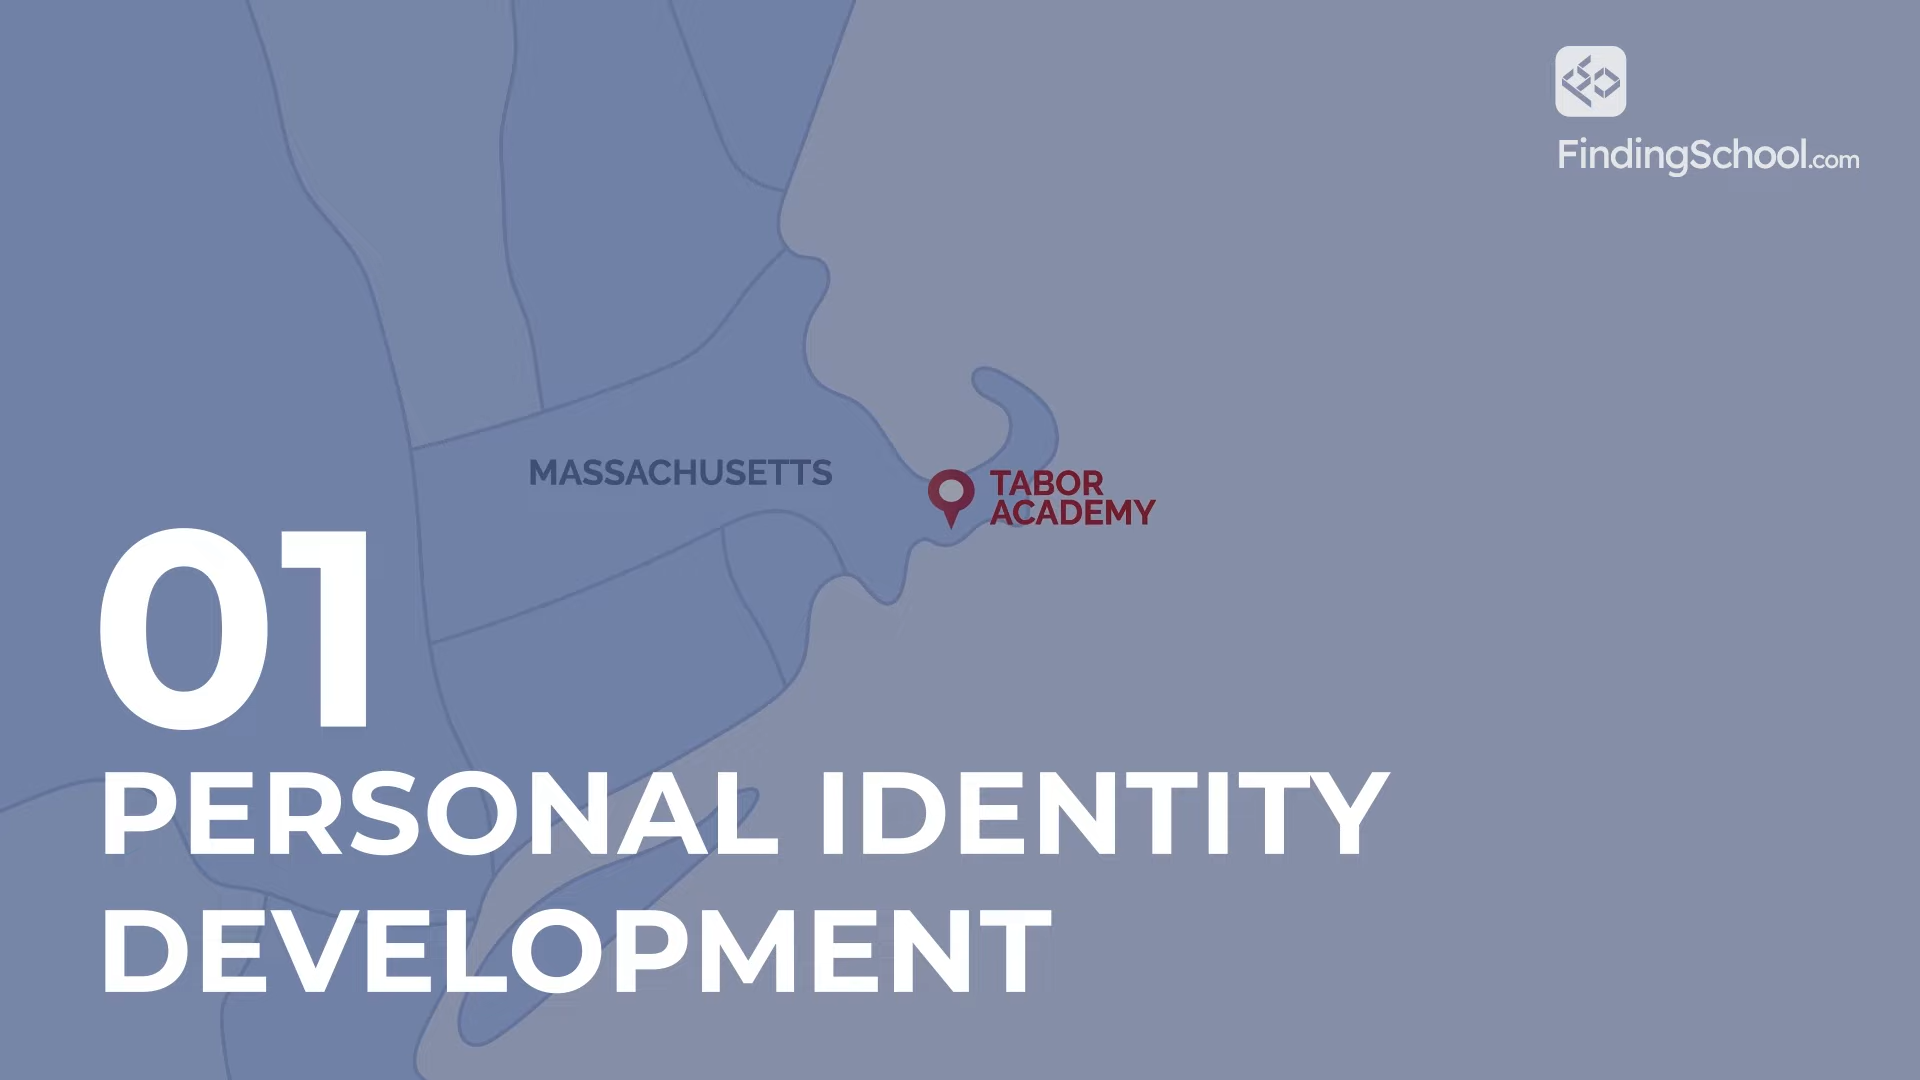 FindingSchool.com
MASSACHUSETTS
TABOR
ACADEMY
01
PERSONAL IDENTITY
DEVELOPMENT